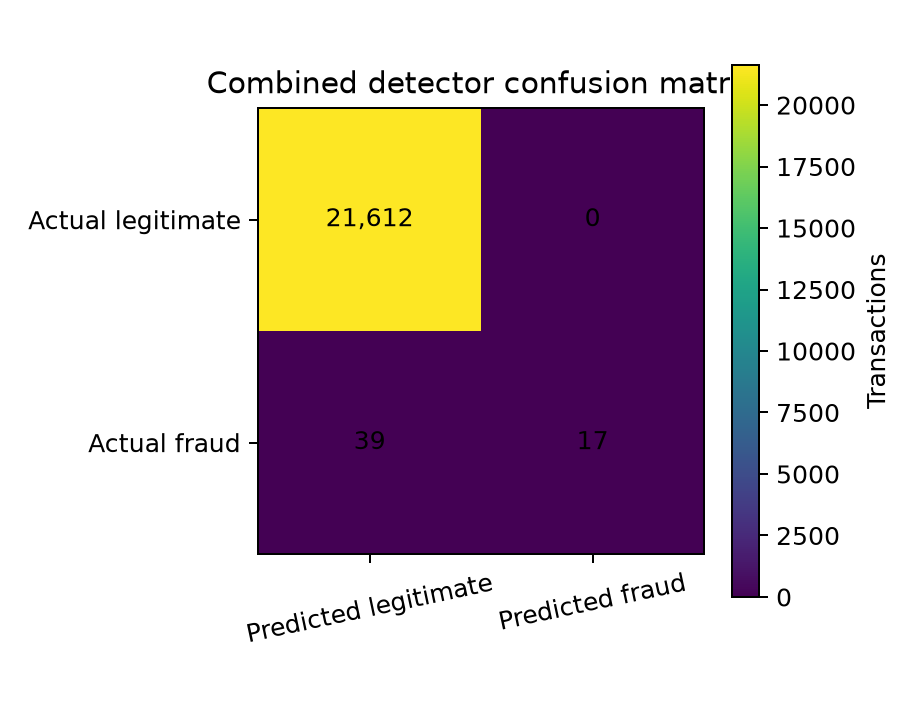 Combined detector confusion matr
Actual legitimate
21,612
0
Actual fraud
39
17
Predicted legitimate
Predicted fraud
20000
17500
15000
12500
10000
7500
5000
2500
0
Transactions